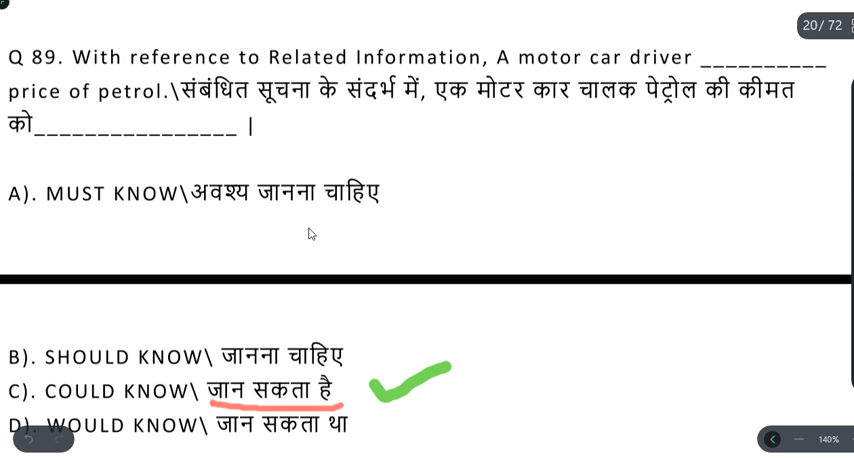 20/ 72
Q 89. With reference to Related Information, A motor car driver __________
price of petrol.\संबंधित सूचना के संदर्भ में, एक मोटर कार चालक पेट्रोल की कीमत
को________________ |
A). MUST KNOW\अवश्य जानना चाहिए
B). SHOULD KNOW\ जानना चाहिए
C). COULD KNOW\ जान सकता है
D). WOULD KNOW\ जान सकता था
140%